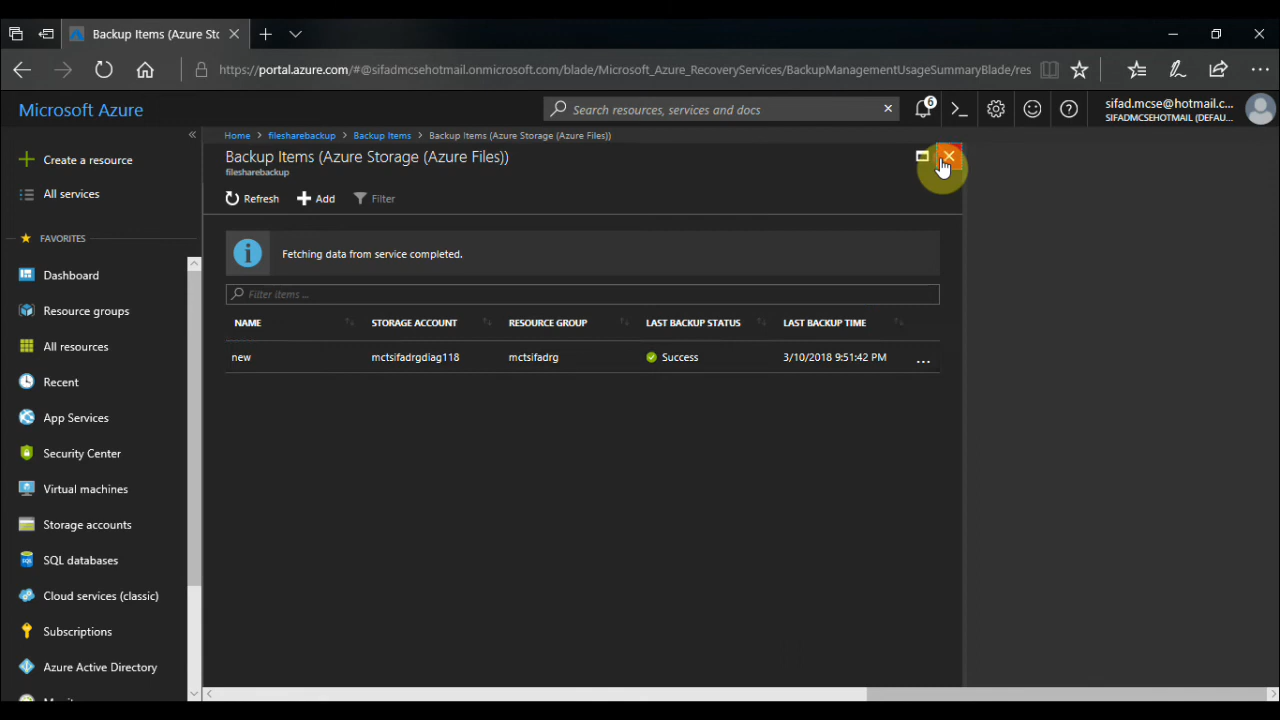 Backup Items (Azure Stc
https://portal.azure.com/#@sifadmcsehotmail.onmicrosoft.com/blade/Microsoft_Azure_RecoveryServices/BackupManagementUsageSummaryBlade/res
Microsoft Azure
Search resources, services and docs
6
sifad.mcse@hotmail.c...
SIFADMCSEHOTMAIL (DEFAU...
Create a resource
All services
FAVORITES
Dashboard
Resource groups
All resources
Recent
App Services
Security Center
Virtual machines
Storage accounts
SQL databases
Cloud services (classic)
Subscriptions
Azure Active Directory
Home > filesharebackup > Backup Items > Backup Items (Azure Storage (Azure Files))
Backup Items (Azure Storage (Azure Files))
filesharebackup
Refresh Add Filter
Fetching data from service completed.
Filter items ...
NAME STORAGE ACCOUNT RESOURCE GROUP LAST BACKUP STATUS LAST BACKUP TIME
new mctsifadrgdiag118 mctsifadrg Success 3/10/2018 9:51:42 PM ...